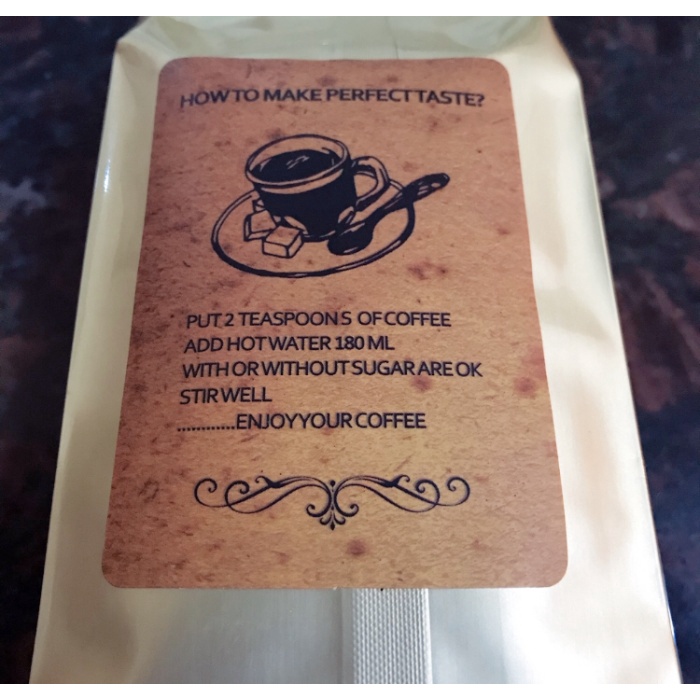 HOW TO MAKE PERFECT TASTE?
PUT 2 TEASPOON S OF COFFEE
ADD HOT WATER 180 ML
WITH OR WITHOUT SUGAR ARE OK
STIR WELL
............ENJOY YOUR COFFEE